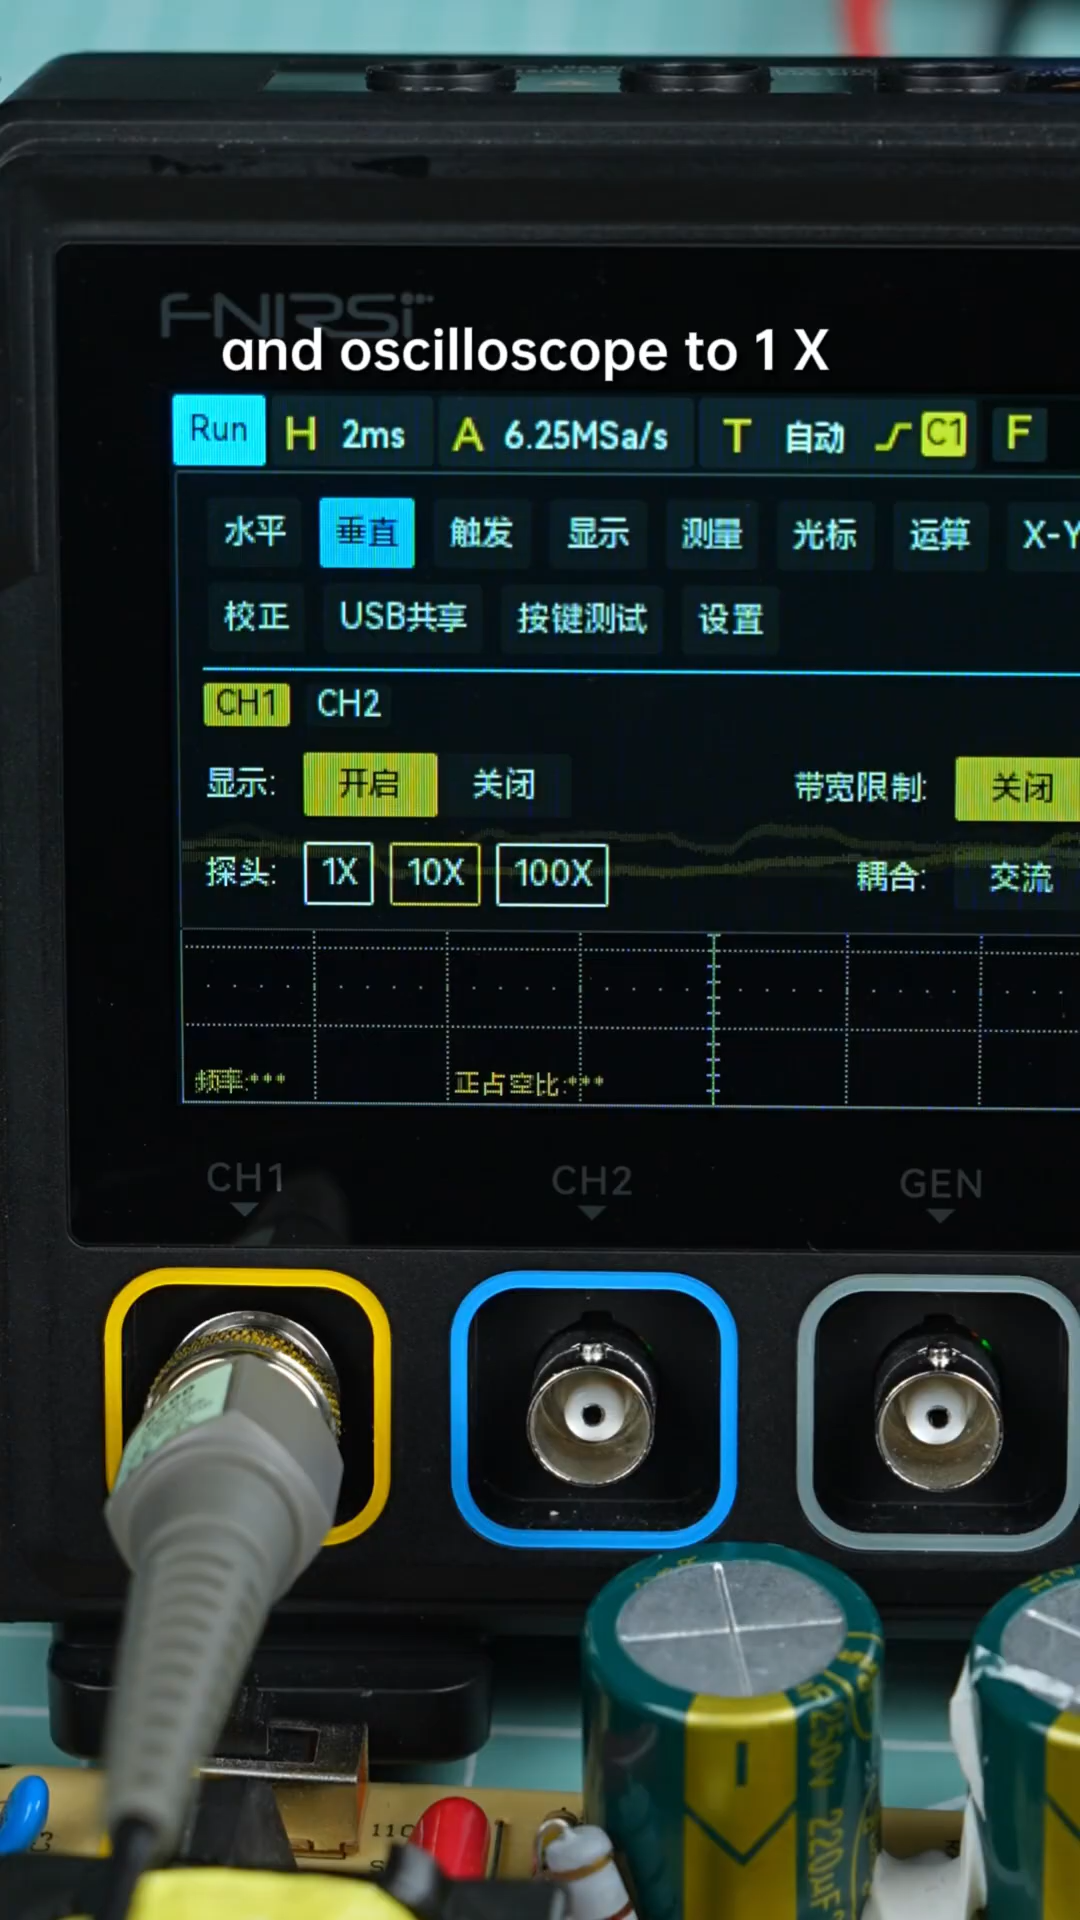 FNIRSI
and oscilloscope to 1 X
Run H 2ms A 6.25MSa/s T 自动 C1 F
水平 垂直 触发 显示 测量 光标 运算 X-Y
校正 USB共享 按键测试 设置
CH1 CH2
显示: 开启 关闭 带宽限制: 关闭
探头: 1X 10X 100X 耦合: 交流
频率:*** 正占空比:***
CH1 CH2 GEN
250V 220µF